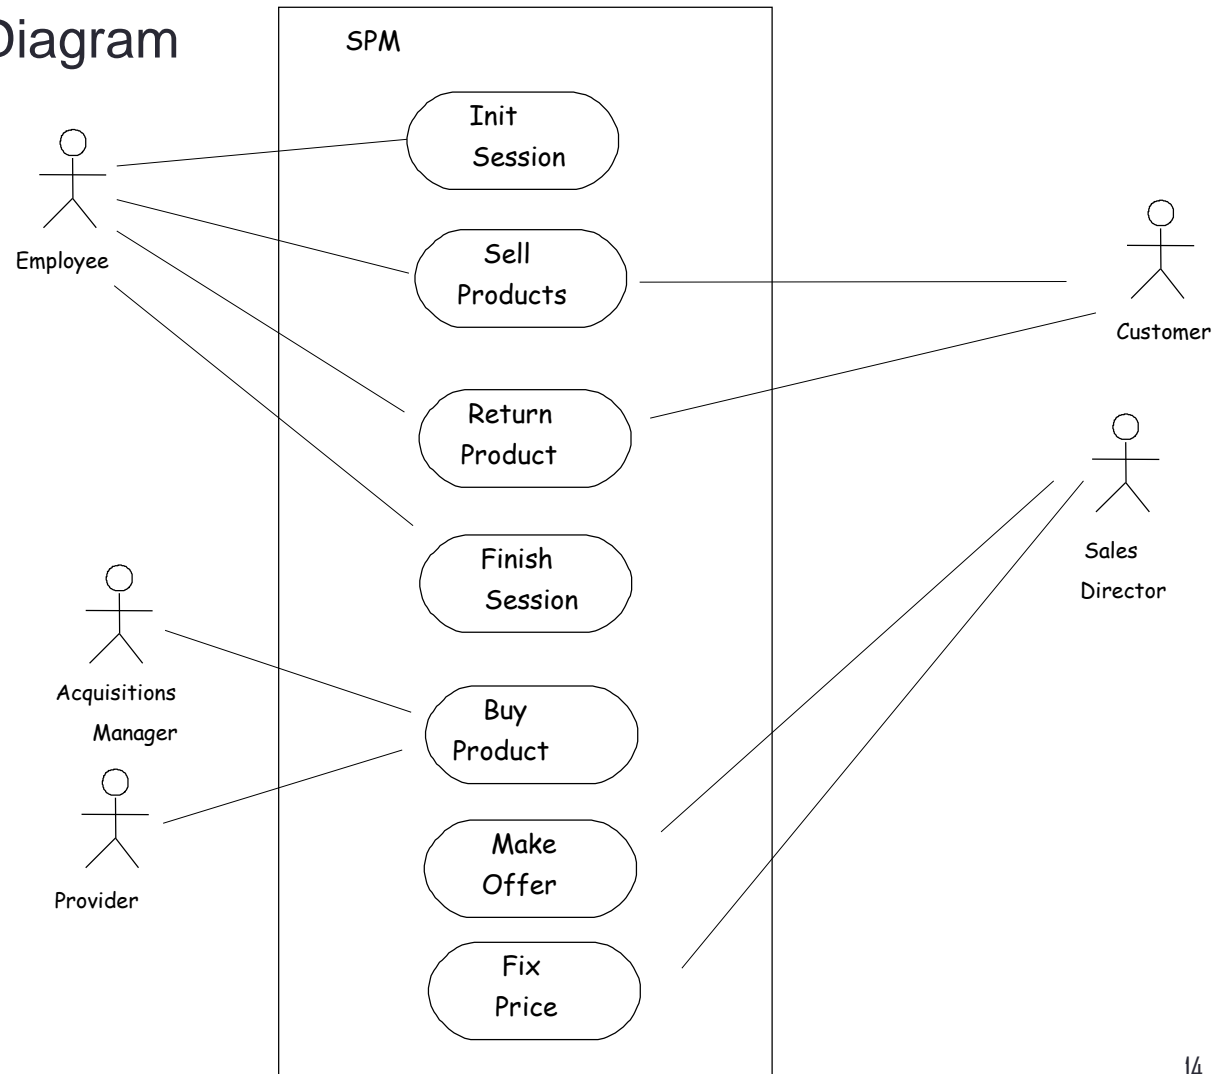 Diagram
SPM
Init
Session
Employee
Sell
Products
Customer
Return
Product
Finish
Session
Sales
Director
Acquisitions
Manager
Buy
Product
Provider
Make
Offer
Fix
Price
14